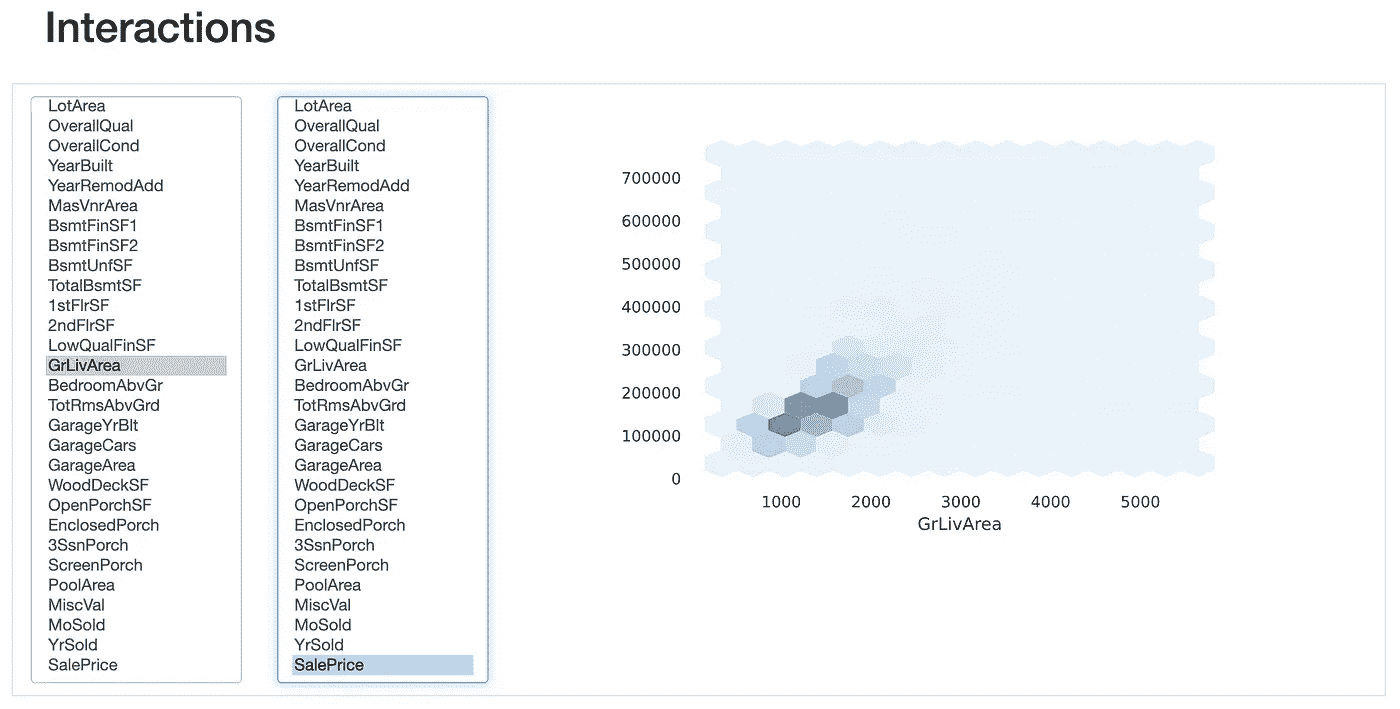 Interactions
LotArea
OverallQual
OverallCond
YearBuilt
YearRemodAdd
MasVnrArea
BsmtFinSF1
BsmtFinSF2
BsmtUnfSF
TotalBsmtSF
1stFlrSF
2ndFlrSF
LowQualFinSF
GrLivArea
BedroomAbvGr
TotRmsAbvGrd
GarageYrBlt
GarageCars
GarageArea
WoodDeckSF
OpenPorchSF
EnclosedPorch
3SsnPorch
ScreenPorch
PoolArea
MiscVal
MoSold
YrSold
SalePrice
LotArea
OverallQual
OverallCond
YearBuilt
YearRemodAdd
MasVnrArea
BsmtFinSF1
BsmtFinSF2
BsmtUnfSF
TotalBsmtSF
1stFlrSF
2ndFlrSF
LowQualFinSF
GrLivArea
BedroomAbvGr
TotRmsAbvGrd
GarageYrBlt
GarageCars
GarageArea
WoodDeckSF
OpenPorchSF
EnclosedPorch
3SsnPorch
ScreenPorch
PoolArea
MiscVal
MoSold
YrSold
SalePrice
700000
600000
500000
400000
300000
200000
100000
0
1000 2000 3000 4000 5000
GrLivArea